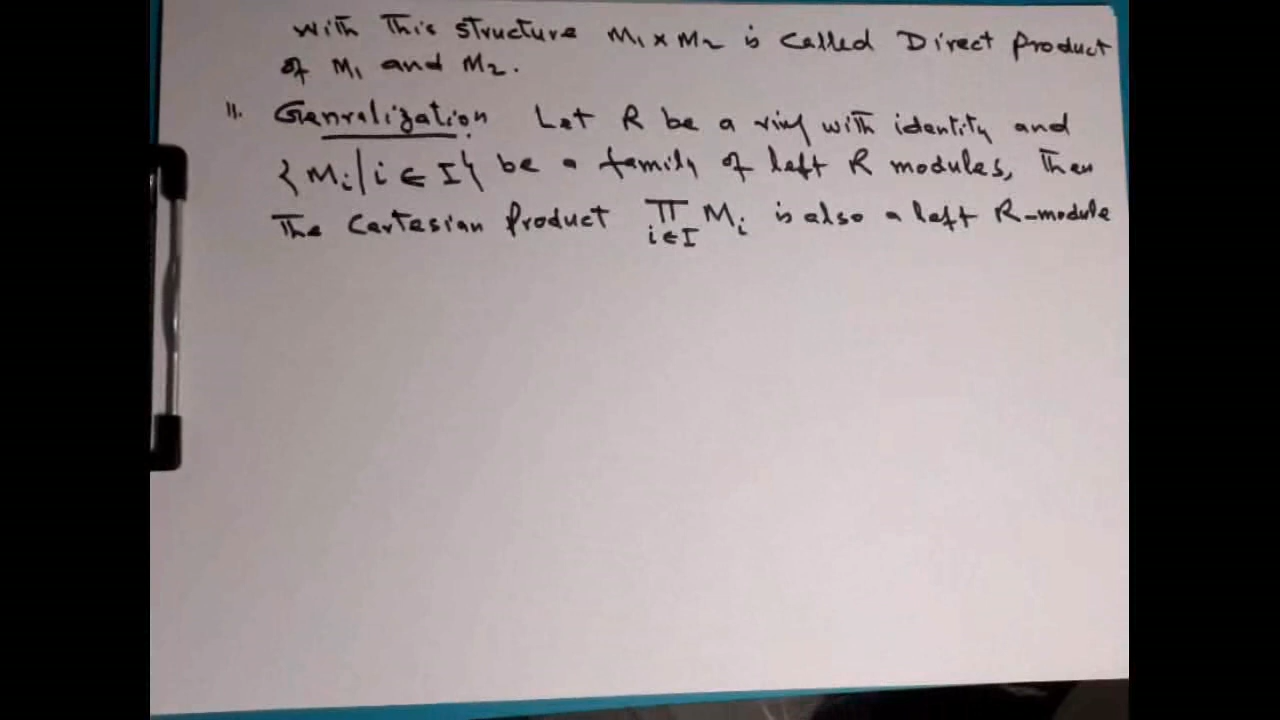 with This structure M₁ x M₂ is called Direct Product
of M₁ and M₂.
11. Genralization Let R be a ring with identity and
{Mᵢ/i ∈ I} be a family of left R modules, Then
The Cartesian Product ∏ Mᵢ is also a left R-module
i ∈ I